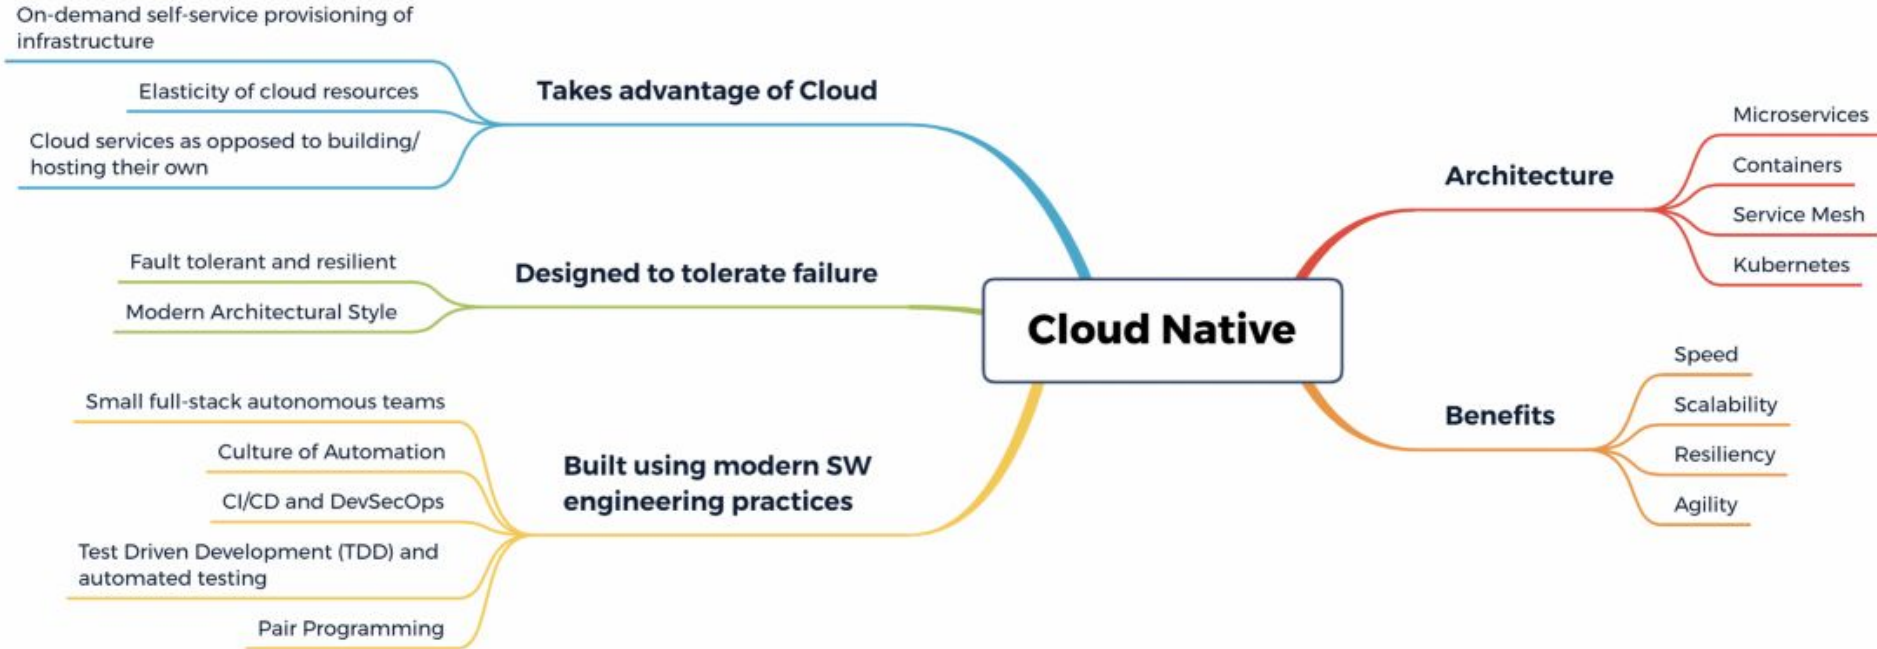 On-demand self-service provisioning of
infrastructure
Elasticity of cloud resources
Cloud services as opposed to building/
hosting their own
Takes advantage of Cloud
Fault tolerant and resilient
Modern Architectural Style
Designed to tolerate failure
Small full-stack autonomous teams
Culture of Automation
CI/CD and DevSecOps
Test Driven Development (TDD) and
automated testing
Pair Programming
Built using modern SW
engineering practices
Cloud Native
Architecture
Microservices
Containers
Service Mesh
Kubernetes
Benefits
Speed
Scalability
Resiliency
Agility